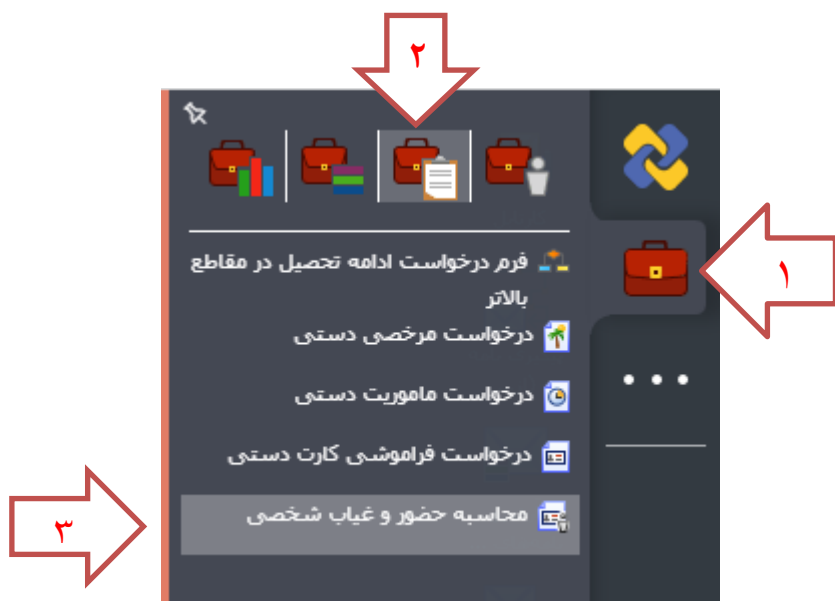 ۲
۱
فرم درخواست ادامه تحصیل در مقاطع
بالاتر
درخواست مرخصی دستی
درخواست ماموریت دستی
درخواست فراموشی کارت دستی
محاسبه حضور و غیاب شخصی
۳